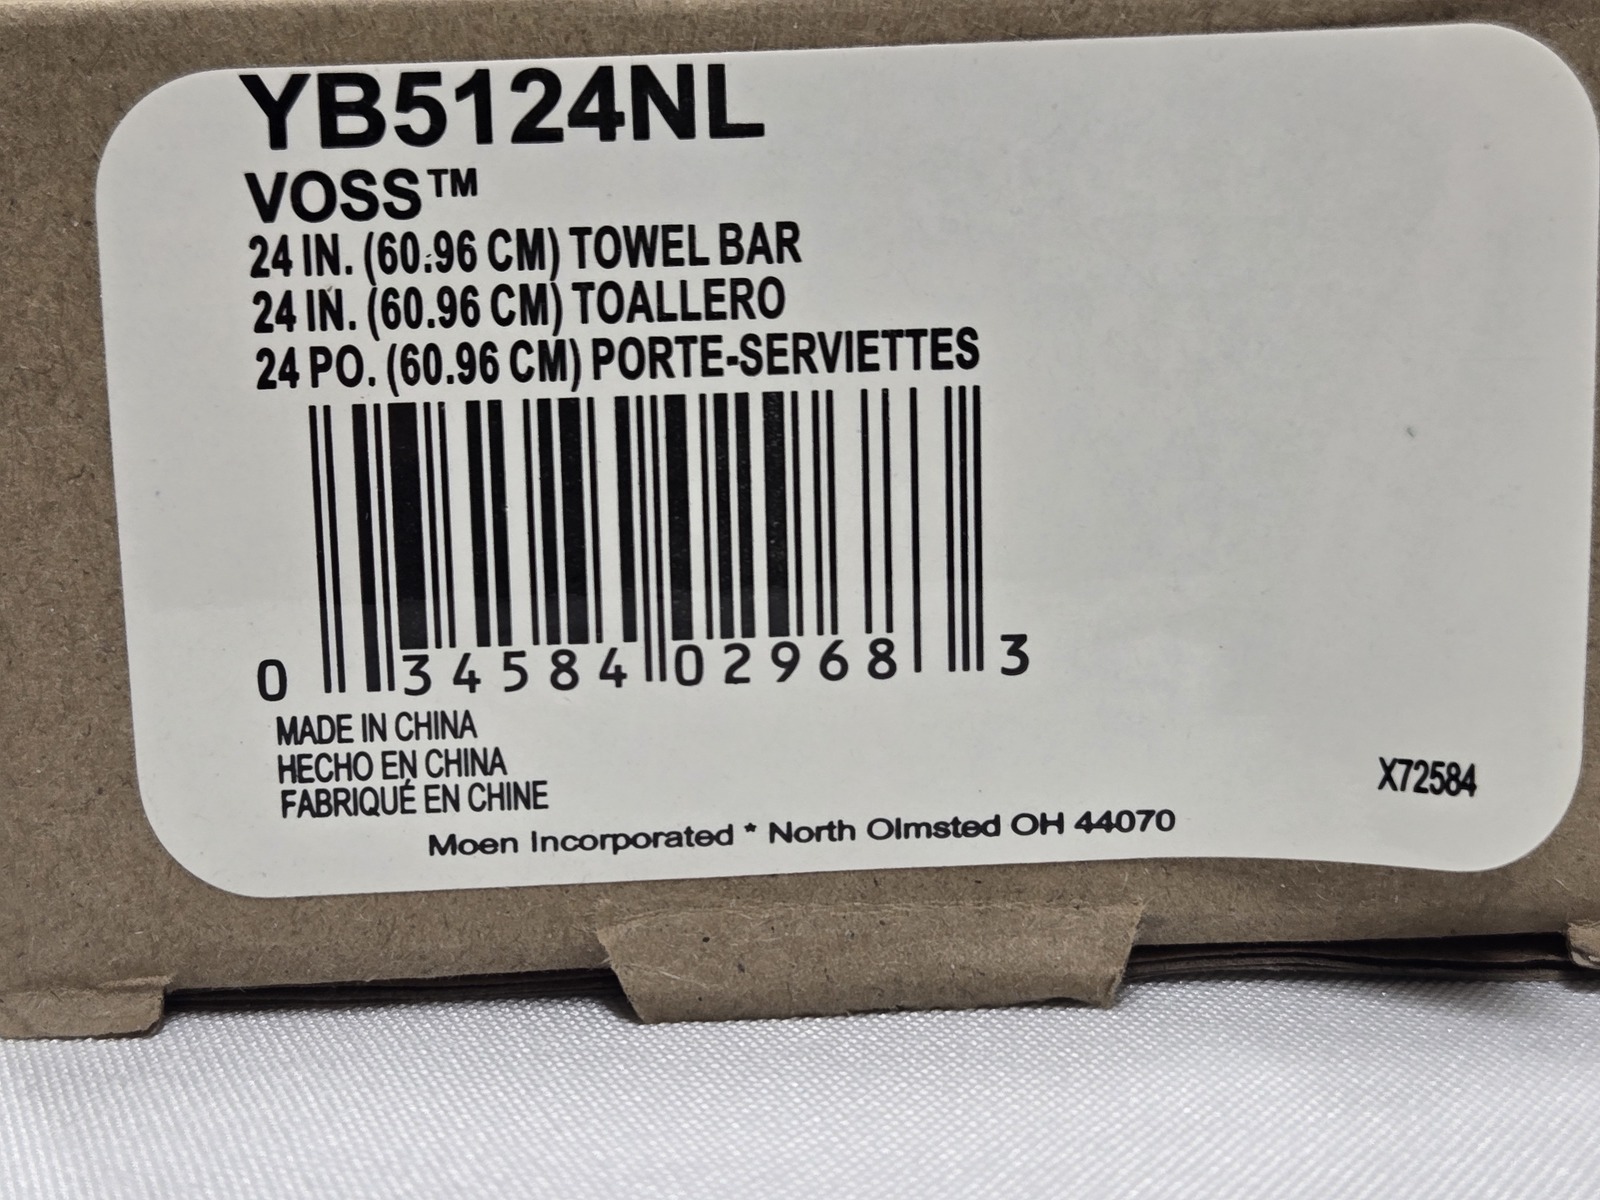 YB5124NL
VOSS™
24 IN. (60.96 CM) TOWEL BAR
24 IN. (60.96 CM) TOALLERO
24 PO. (60.96 CM) PORTE-SERVIETTES
0 34584 02968 3
MADE IN CHINA
HECHO EN CHINA
FABRIQUÉ EN CHINE
X72584
Moen Incorporated * North Olmsted OH 44070